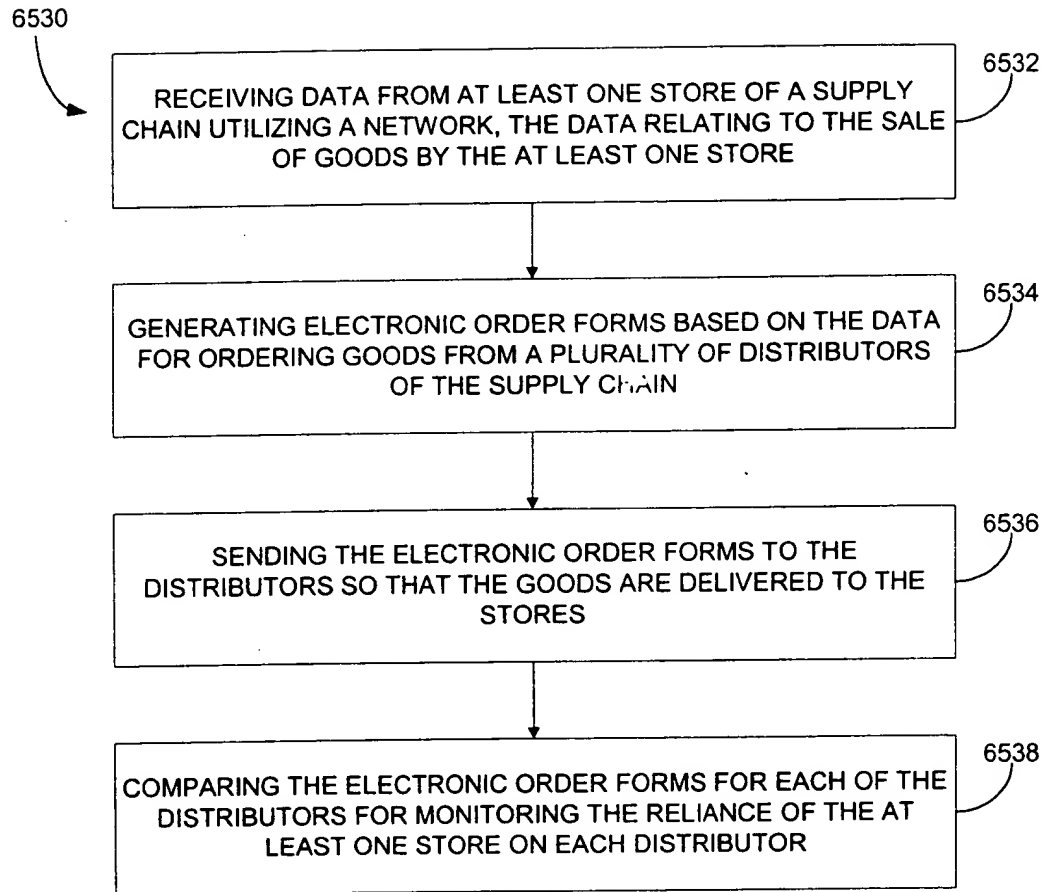 6530
6532
RECEIVING DATA FROM AT LEAST ONE STORE OF A SUPPLY
CHAIN UTILIZING A NETWORK, THE DATA RELATING TO THE SALE
OF GOODS BY THE AT LEAST ONE STORE
6534
GENERATING ELECTRONIC ORDER FORMS BASED ON THE DATA
FOR ORDERING GOODS FROM A PLURALITY OF DISTRIBUTORS
OF THE SUPPLY CHAIN
6536
SENDING THE ELECTRONIC ORDER FORMS TO THE
DISTRIBUTORS SO THAT THE GOODS ARE DELIVERED TO THE
STORES
6538
COMPARING THE ELECTRONIC ORDER FORMS FOR EACH OF THE
DISTRIBUTORS FOR MONITORING THE RELIANCE OF THE AT
LEAST ONE STORE ON EACH DISTRIBUTOR